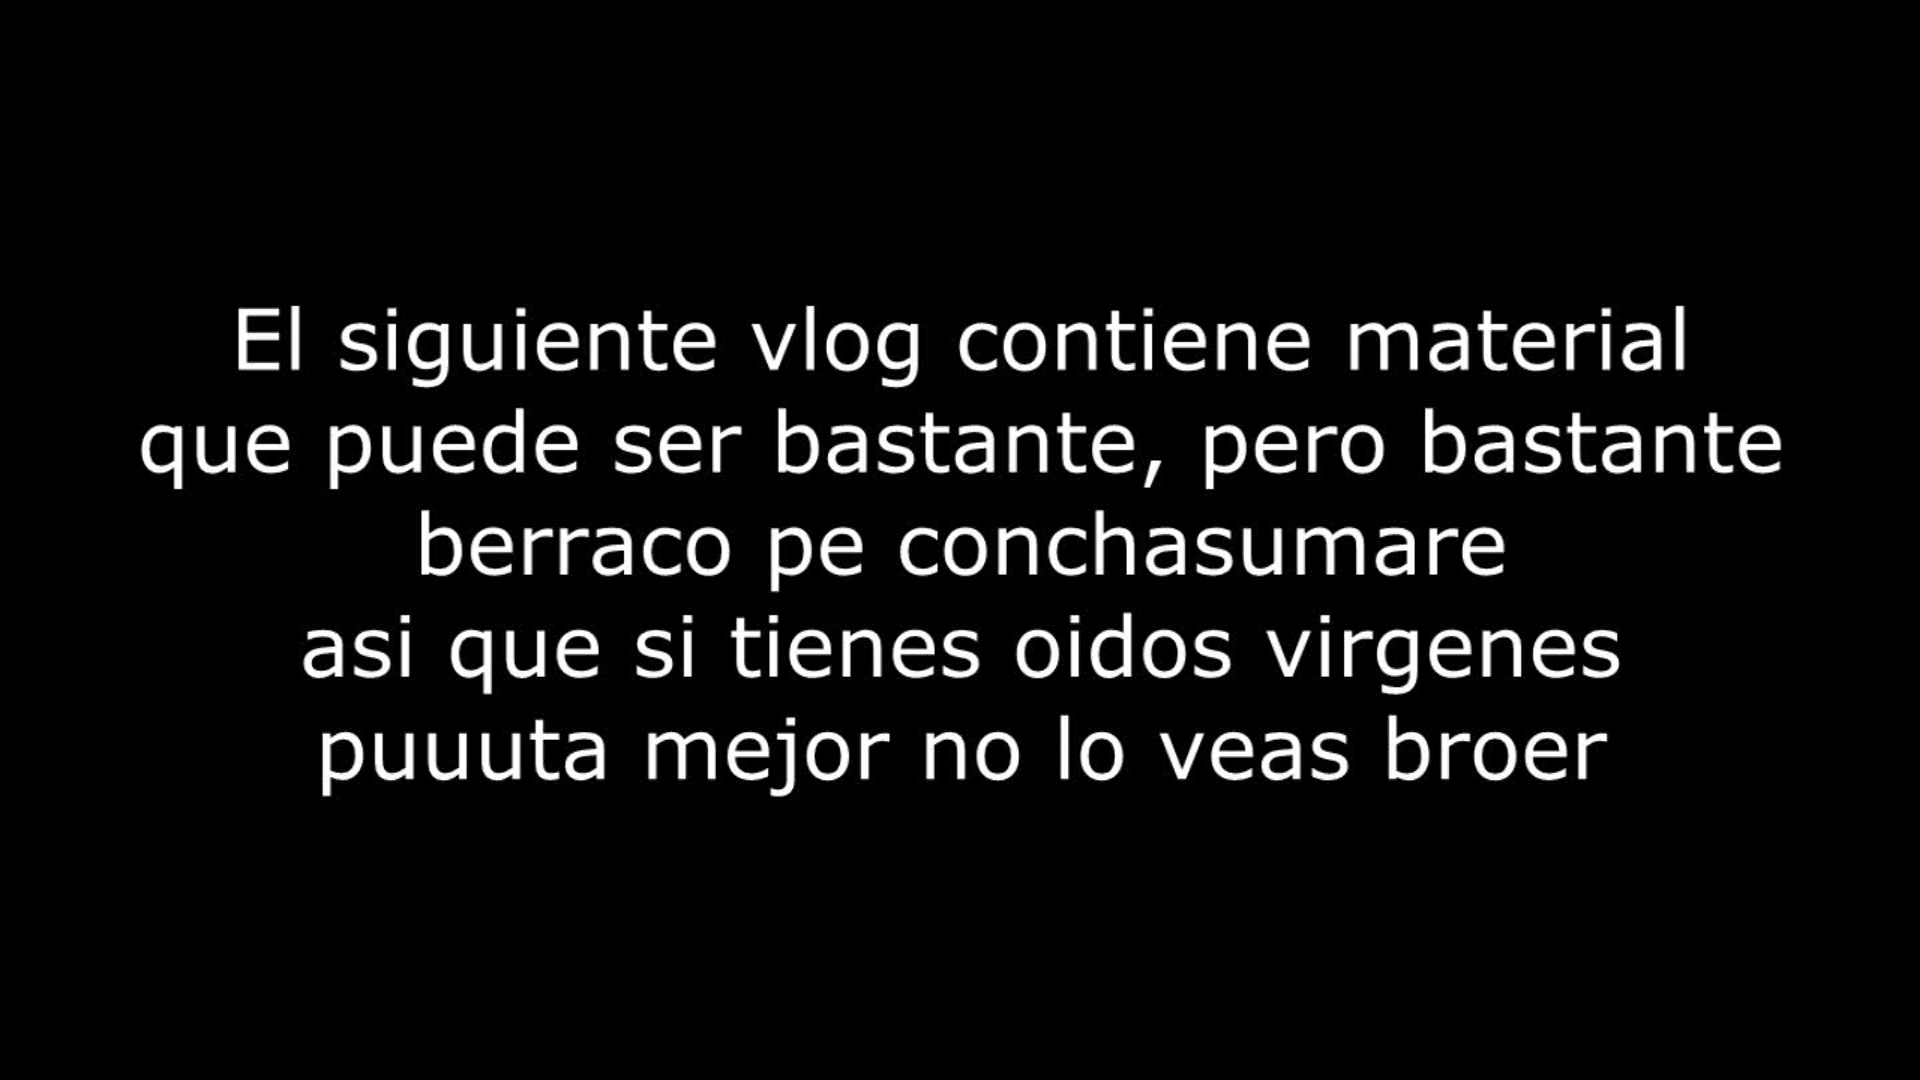 El siguiente vlog contiene material
que puede ser bastante, pero bastante
berraco pe conchasumare
asi que si tienes oidos virgenes
puuuta mejor no lo veas broer